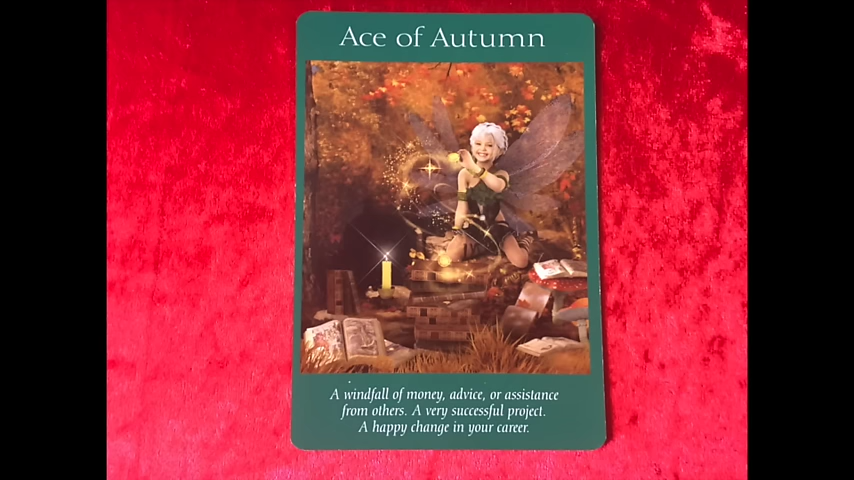 Ace of Autumn
A windfall of money, advice, or assistance
from others. A very successful project.
A happy change in your career.